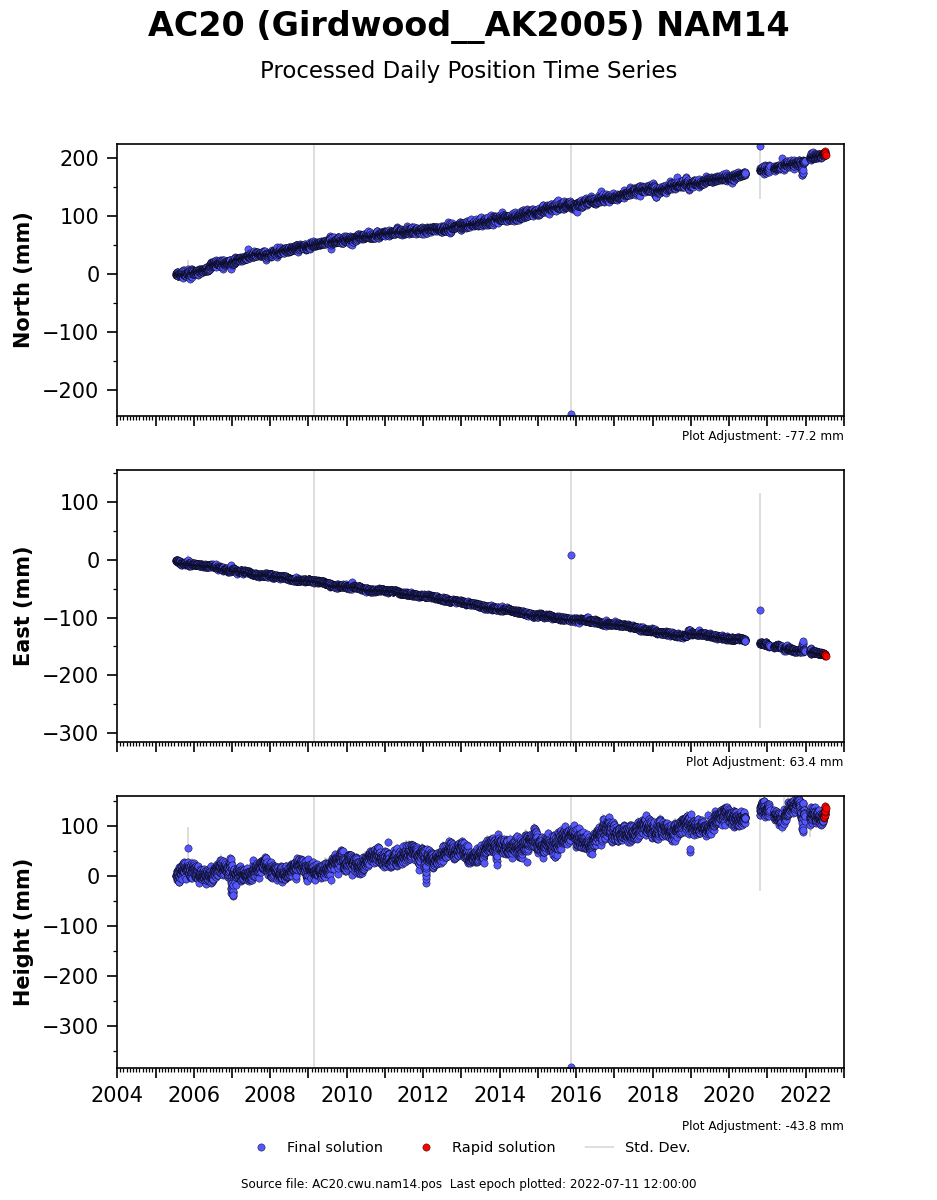 AC20 (Girdwood__AK2005) NAM14
Processed Daily Position Time Series
200
100
0
−100
−200
North (mm)
Plot Adjustment: -77.2 mm
100
0
−100
−200
−300
East (mm)
Plot Adjustment: 63.4 mm
100
0
−100
−200
−300
Height (mm)
2004 2006 2008 2010 2012 2014 2016 2018 2020 2022
Plot Adjustment: -43.8 mm
Final solution Rapid solution Std. Dev.
Source file: AC20.cwu.nam14.pos Last epoch plotted: 2022-07-11 12:00:00